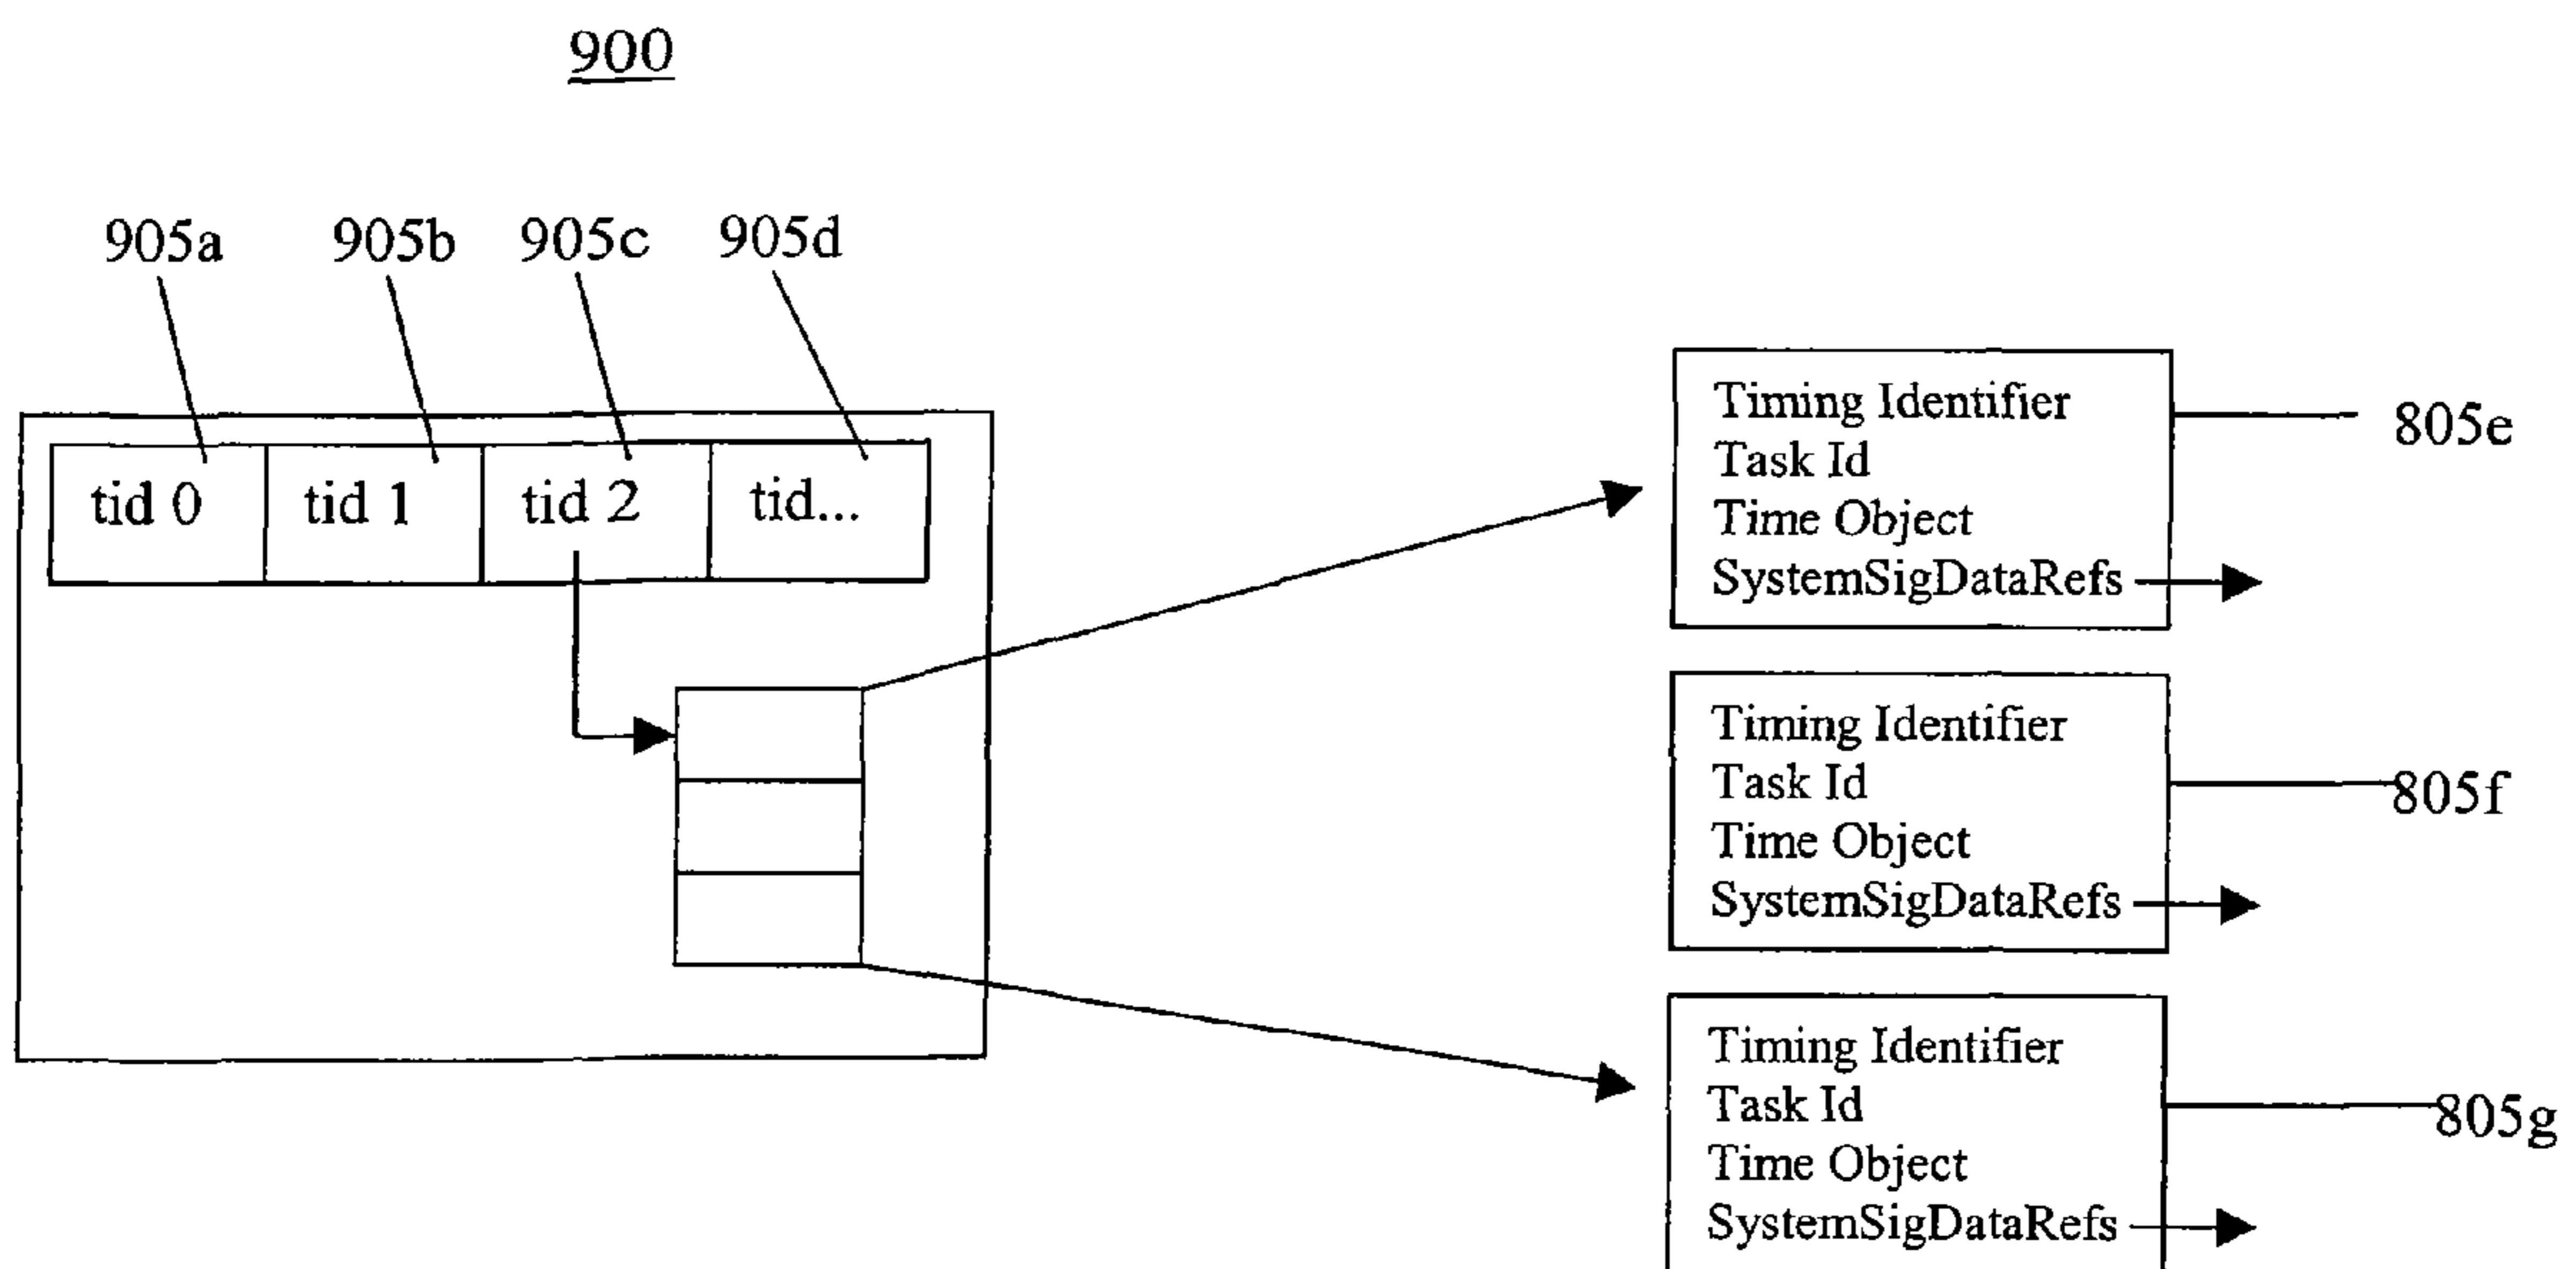 900
905a 905b 905c 905d
tid 0 tid 1 tid 2 tid...
Timing Identifier
Task Id
Time Object
SystemSigDataRefs
805e
Timing Identifier
Task Id
Time Object
SystemSigDataRefs
805f
Timing Identifier
Task Id
Time Object
SystemSigDataRefs
805g